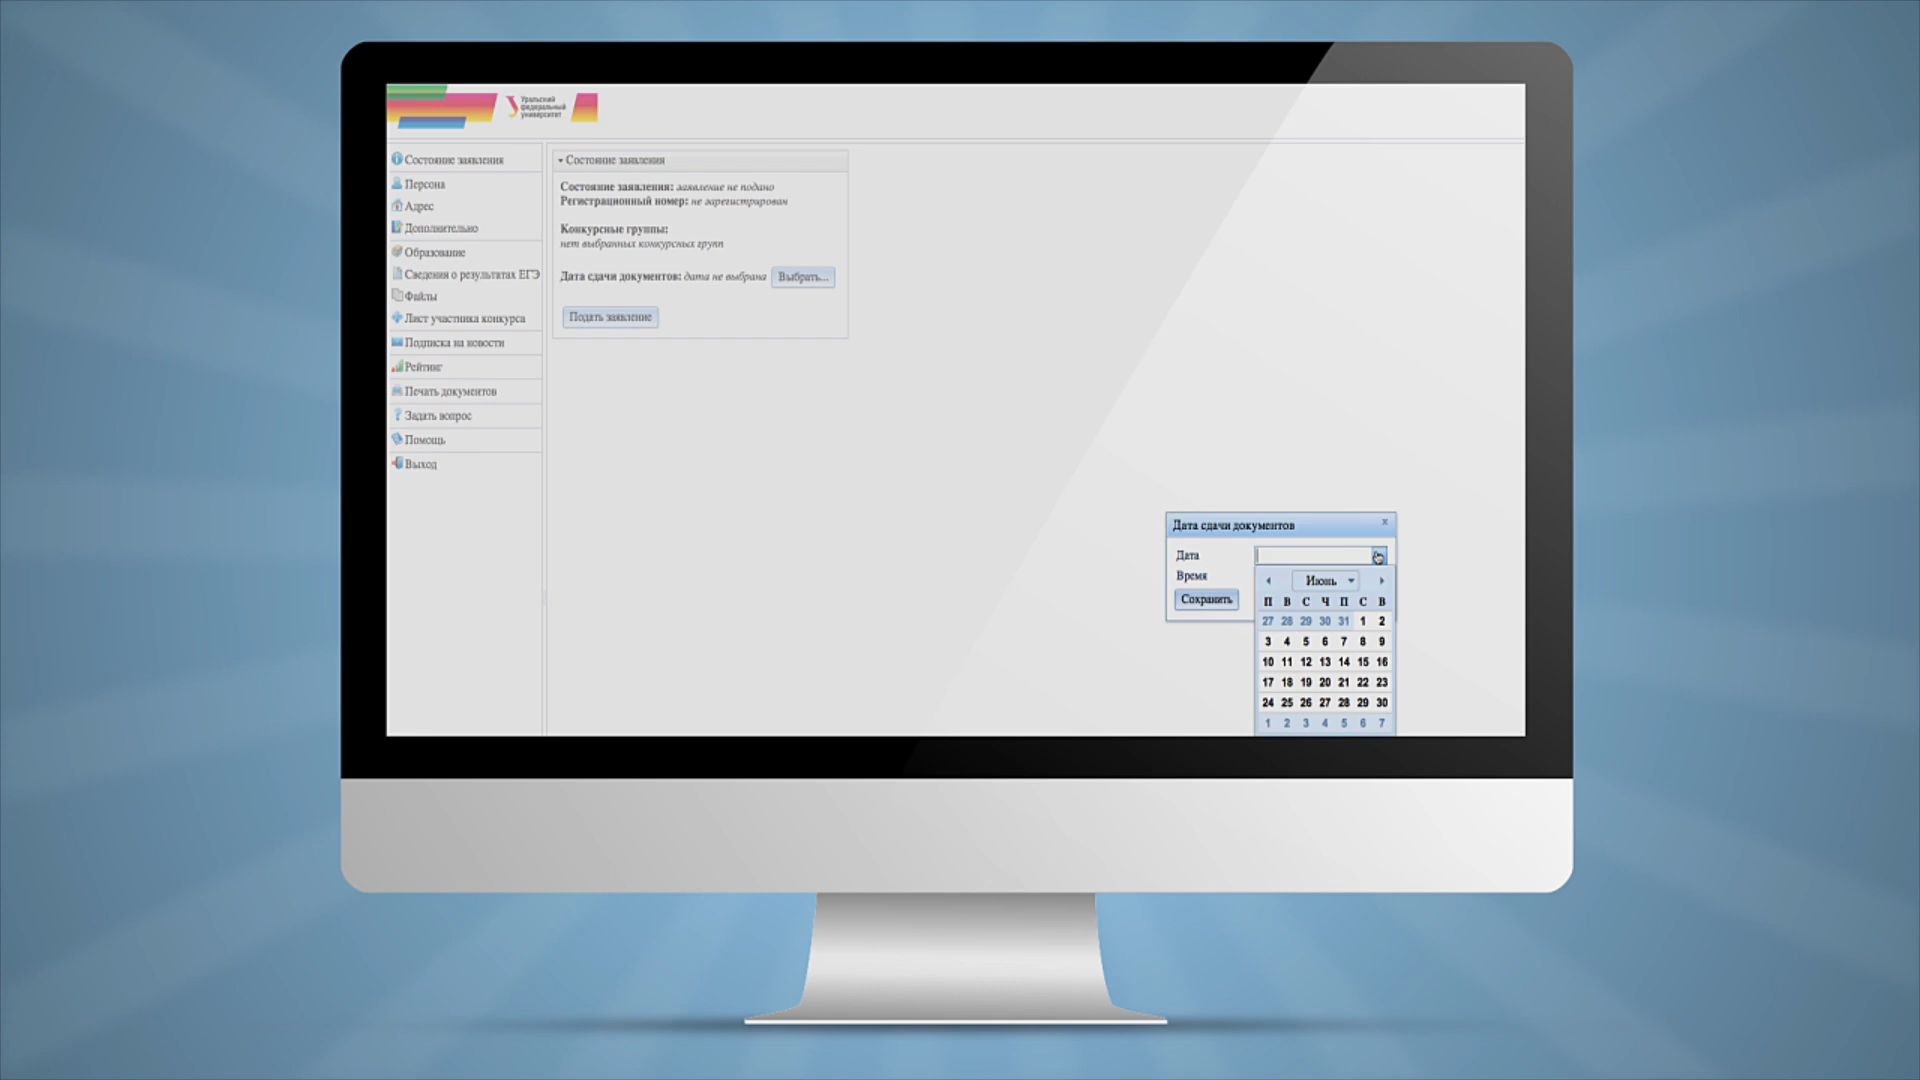 Уральский
федеральный
университет
Состояние заявления
Персона
Адрес
Дополнительно
Образование
Сведения о результатах ЕГЭ
Файлы
Лист участника конкурса
Подписка на новости
Рейтинг
Печать документов
Задать вопрос
Помощь
Выход
Состояние заявления
Состояние заявления: заявление не подано
Регистрационный номер: не зарегистрирован
Конкурсные группы:
нет выбранных конкурсных групп
Дата сдачи документов: дата не выбрана Выбрать...
Подать заявление
Дата сдачи документов x
Дата
Время
Сохранить
Июнь
П В С Ч П С В
27 28 29 30 31 1 2
3 4 5 6 7 8 9
10 11 12 13 14 15 16
17 18 19 20 21 22 23
24 25 26 27 28 29 30
1 2 3 4 5 6 7